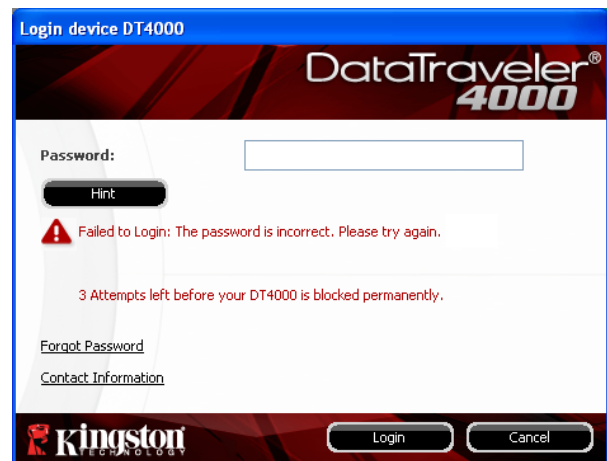 Login device DT4000
DataTraveler®
4000
Password:
Hint
Failed to Login: The password is incorrect. Please try again.
3 Attempts left before your DT4000 is blocked permanently.
Forgot Password
Contact Information
Kingston
TECHNOLOGY
Login
Cancel